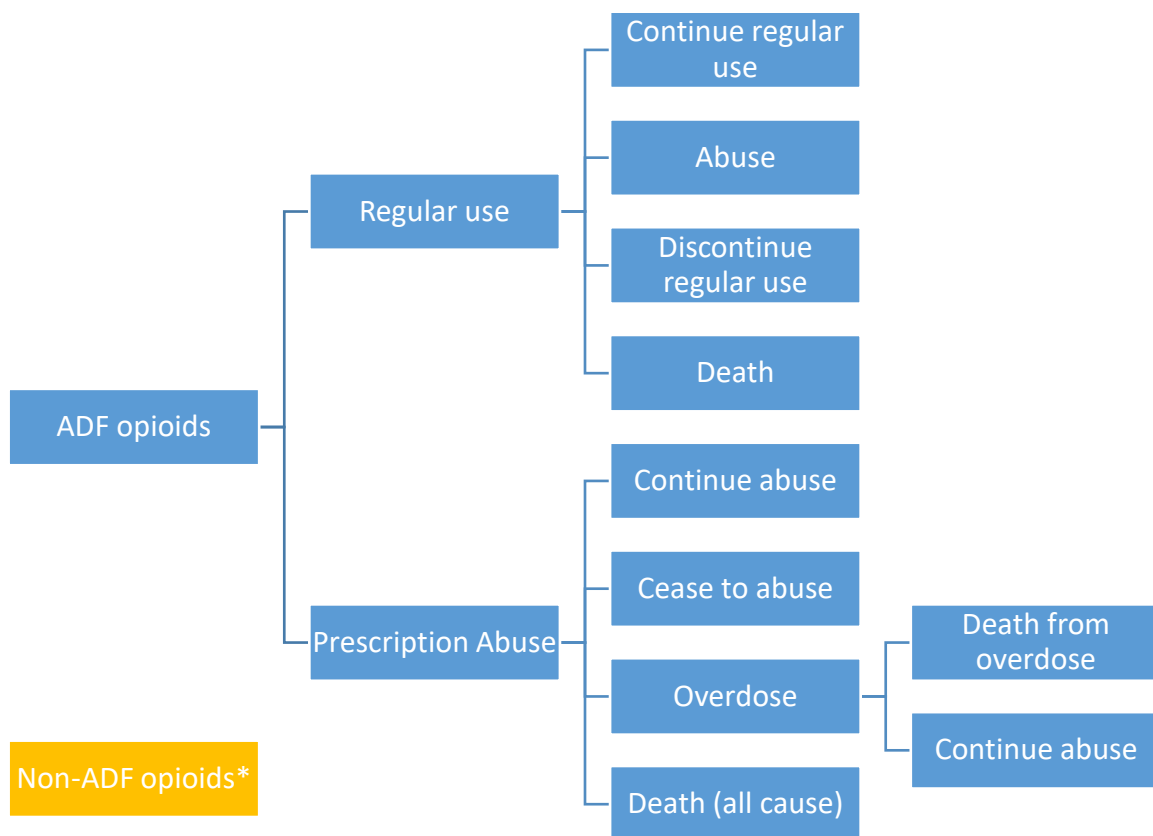 Continue regular
use
Abuse
Regular use
Discontinue
regular use
Death
ADF opioids
Continue abuse
Cease to abuse
Prescription Abuse
Death from
overdose
Overdose
Continue abuse
Non-ADF opioids*
Death (all cause)